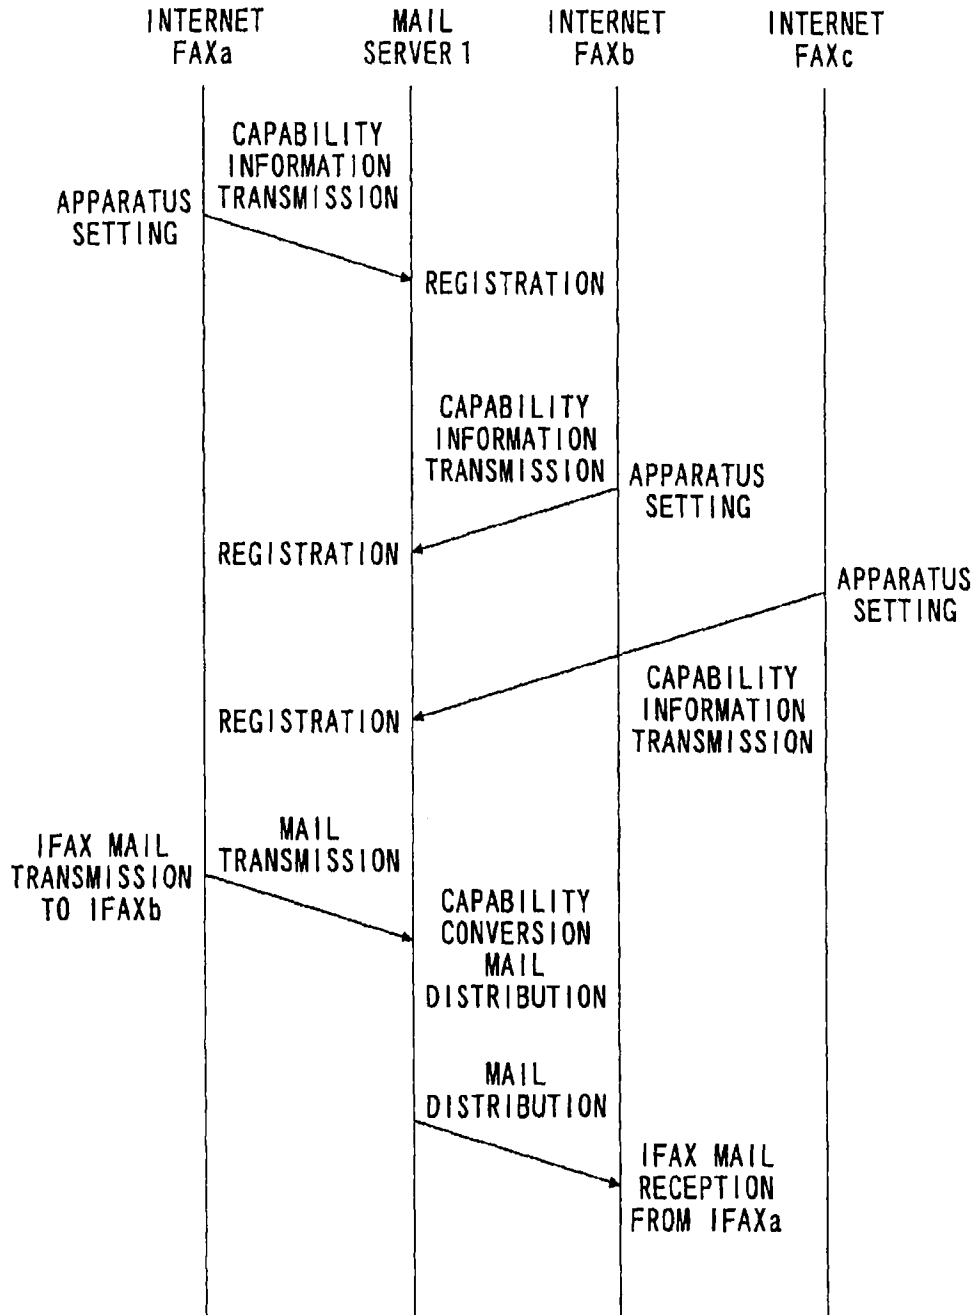 INTERNET
FAXa
MAIL
SERVER 1
INTERNET
FAXb
INTERNET
FAXc
CAPABILITY
INFORMATION
TRANSMISSION
APPARATUS
SETTING
REGISTRATION
CAPABILITY
INFORMATION
TRANSMISSION
APPARATUS
SETTING
REGISTRATION
APPARATUS
SETTING
CAPABILITY
INFORMATION
TRANSMISSION
REGISTRATION
MAIL
TRANSMISSION
IFAX MAIL
TRANSMISSION
TO IFAXb
CAPABILITY
CONVERSION
MAIL
DISTRIBUTION
MAIL
DISTRIBUTION
IFAX MAIL
RECEPTION
FROM IFAXa